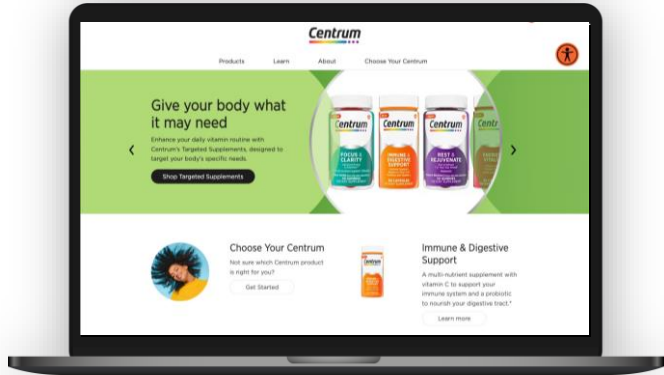 Centrum
Products Learn About Choose Your Centrum
Give your body what
it may need
Enhance your daily vitamin routine with
Centrum's Targeted Supplements, designed to
target your body's specific needs.
Shop Targeted Supplements
Centrum
FOCUS &
CLARITY
Centrum
IMMUNE &
DIGESTIVE
SUPPORT
Centrum
REST &
REJUVENATE
Centr
Choose Your Centrum
Not sure which Centrum product
is right for you?
Get Started
Centrum
Immune & Digestive
Support
A multi-nutrient supplement with
vitamin C to support your
immune system and a probiotic
to nourish your digestive tract.*
Learn more